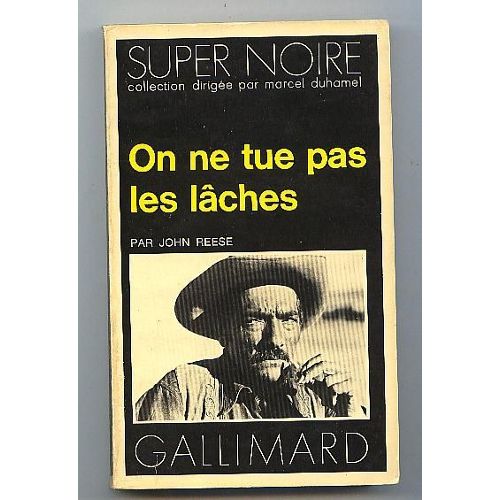 SUPER NOIRE
collection dirigée par marcel duhamel
On ne tue pas
les lâches
PAR JOHN REESE
GALLIMARD